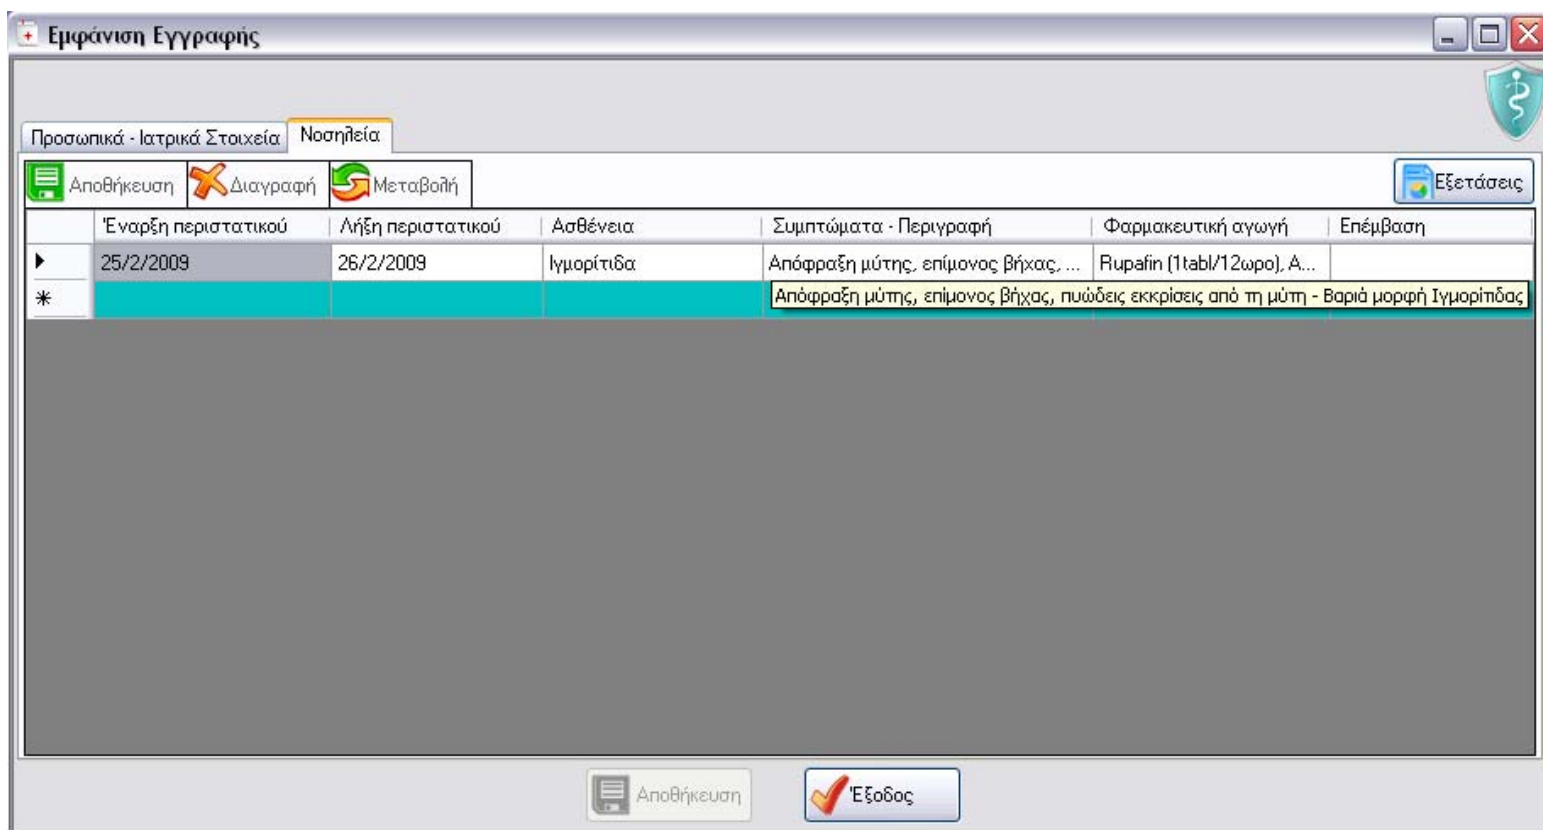 Εμφάνιση Εγγραφής
Προσωπικά - Ιατρικά Στοιχεία Νοσηλεία
Αποθήκευση Διαγραφή Μεταβολή Εξετάσεις
Έναρξη περιστατικού Λήξη περιστατικού Ασθένεια Συμπτώματα - Περιγραφή Φαρμακευτική αγωγή Επέμβαση
25/2/2009 26/2/2009 Ιγμορίτιδα Απόφραξη μύτης, επίμονος βήχας, ... Rupafin (1tabl/12ωρο), A...
Απόφραξη μύτης, επίμονος βήχας, πυώδεις εκκρίσεις από τη μύτη - Βαριά μορφή Ιγμορίτιδας
Αποθήκευση Έξοδος